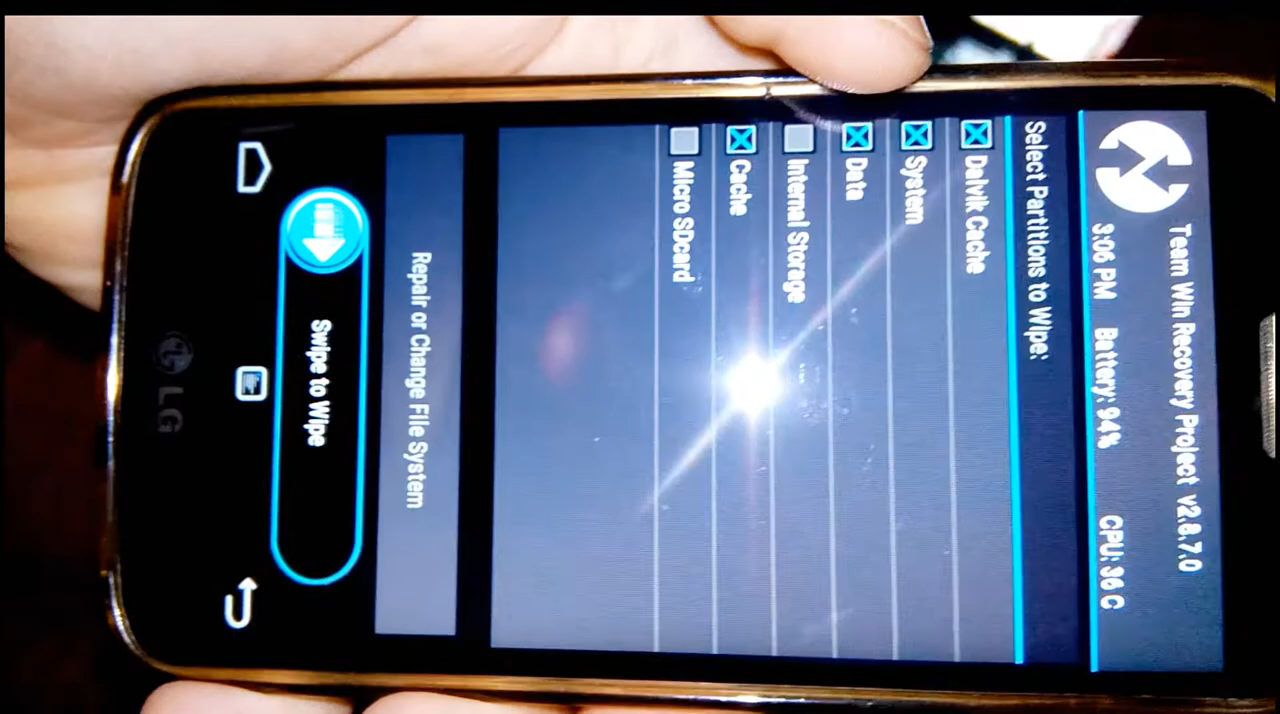 Team Win Recovery Project v2.8.7.0
3:06 PM Battery: 94% CPU: 36 C
Select Partitions to Wipe:
Dalvik Cache
System
Data
Internal Storage
Cache
Micro SDcard
Repair or Change File System
Swipe to Wipe
LG